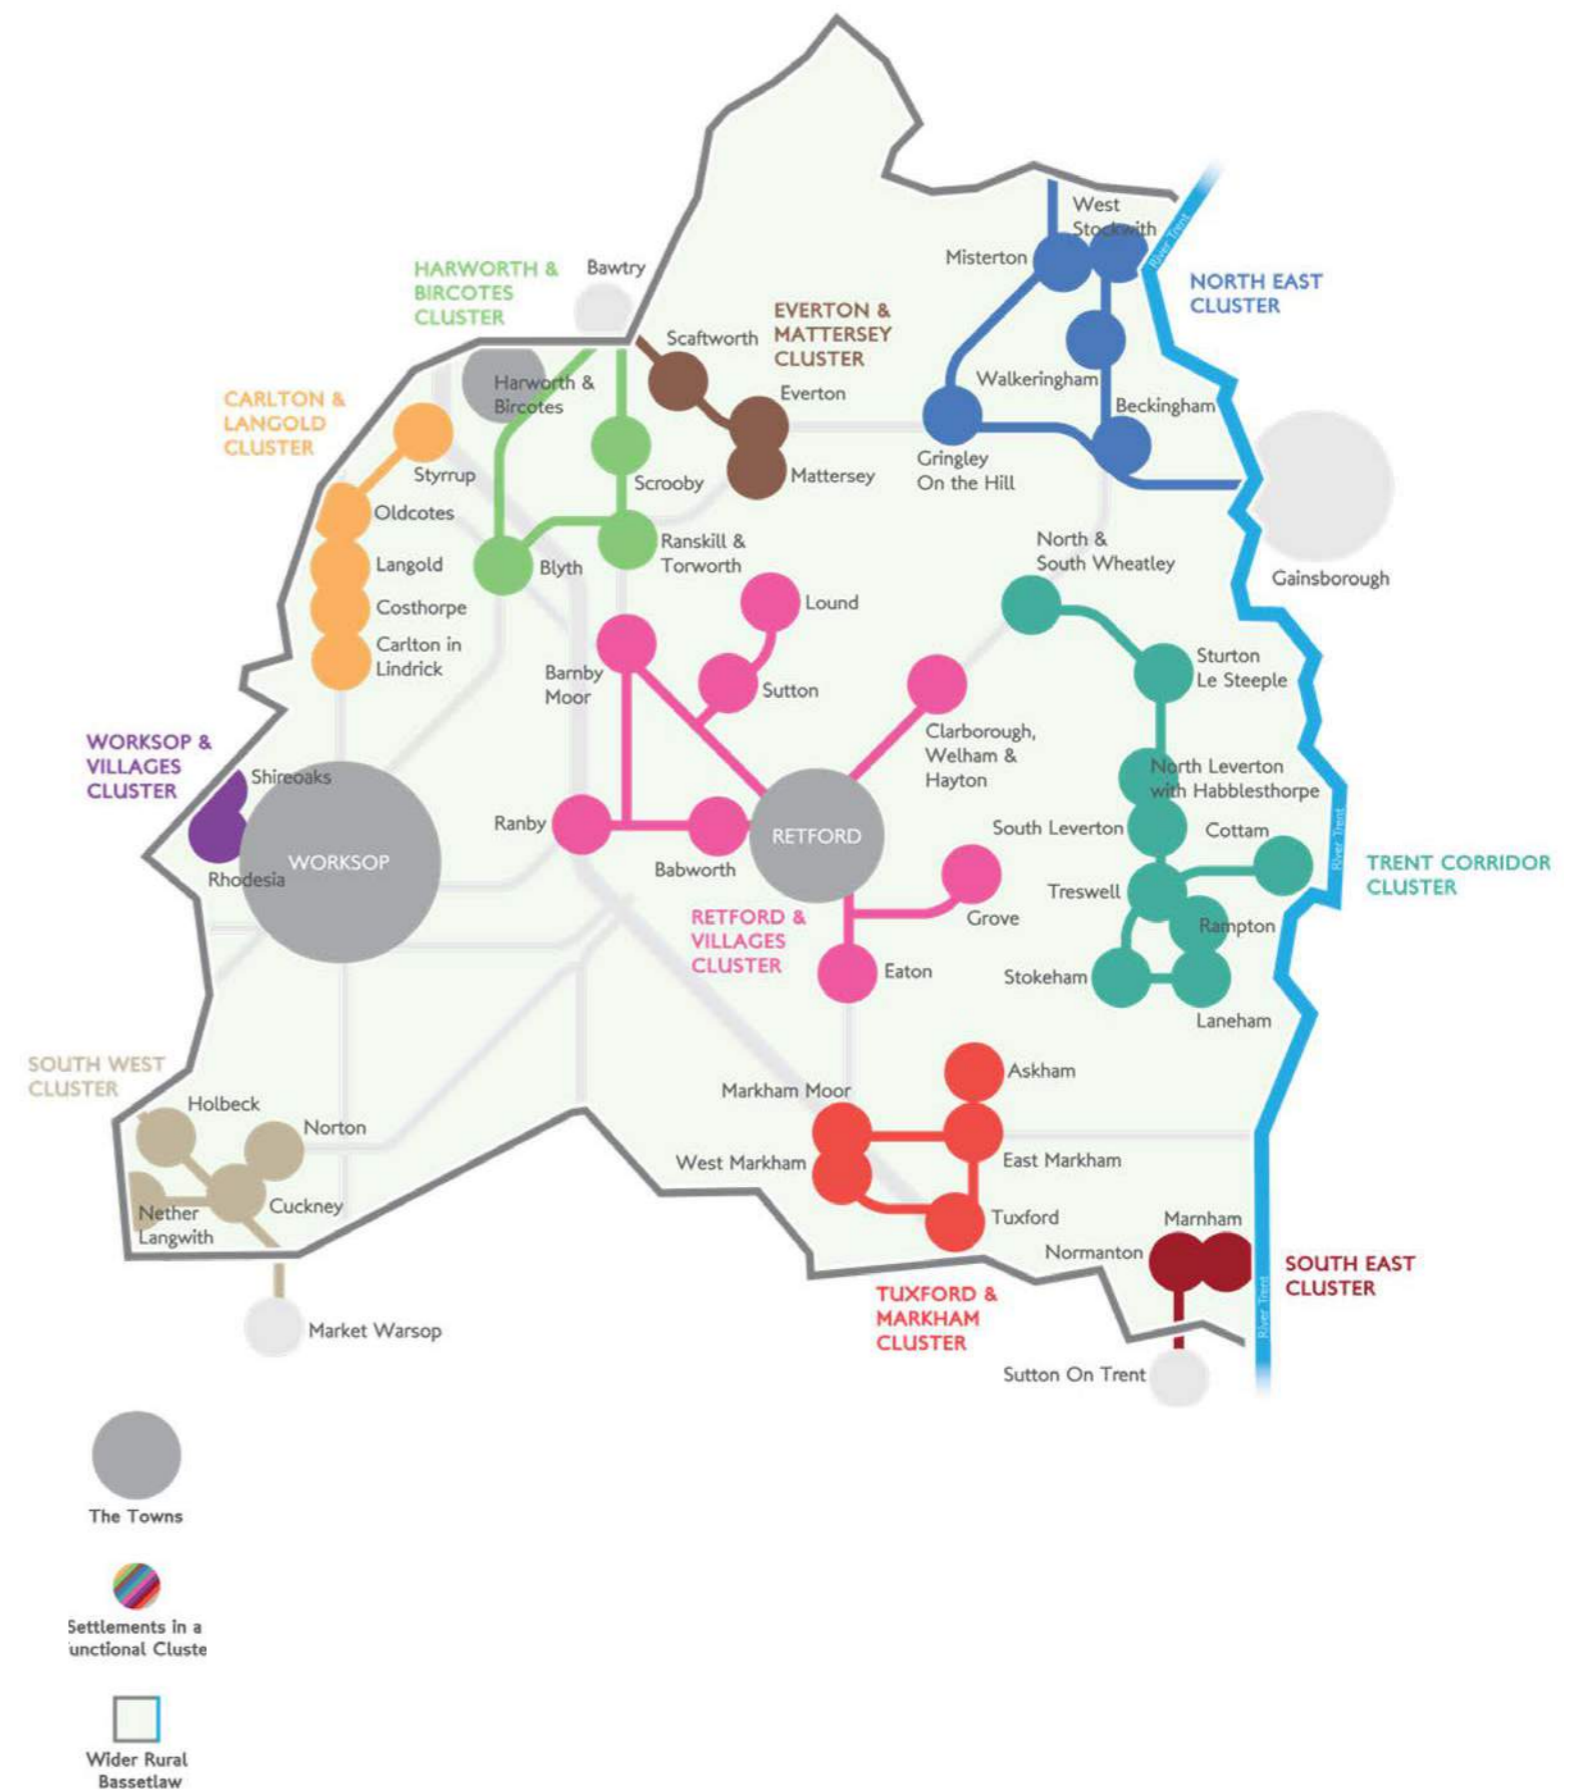 West
Stockwith
River Trent
Misterton
HARWORTH &
BIRCOTES
CLUSTER
Bawtry
NORTH EAST
CLUSTER
EVERTON &
MATTERSEY
CLUSTER
Scaftworth
Harworth &
Bircotes
Walkeringham
Everton
CARLTON &
LANGOLD
CLUSTER
Beckingham
Styrrup
Scrooby
Mattersey
Gringley
On the Hill
Oldcotes
Ranskill &
Torworth
North &
South Wheatley
Langold
Blyth
Gainsborough
Costhorpe
Lound
Carlton in
Lindrick
Barnby
Moor
Sutton
Sturton
Le Steeple
Clarborough,
Welham &
Hayton
WORKSOP &
VILLAGES
CLUSTER
Shireoaks
North Leverton
with Habblesthorpe
Ranby
RETFORD
South Leverton
Cottam
River Trent
WORKSOP
Babworth
TRENT CORRIDOR
CLUSTER
Rhodesia
Treswell
RETFORD &
VILLAGES
CLUSTER
Grove
Rampton
Eaton
Stokeham
Laneham
SOUTH WEST
CLUSTER
Askham
Markham Moor
Holbeck
Norton
West Markham
East Markham
Cuckney
Nether
Langwith
Tuxford
Marnham
Normanton
SOUTH EAST
CLUSTER
TUXFORD &
MARKHAM
CLUSTER
River Trent
Market Warsop
Sutton On Trent
The Towns
Settlements in a
unctional Cluste
Wider Rural
Bassetlaw